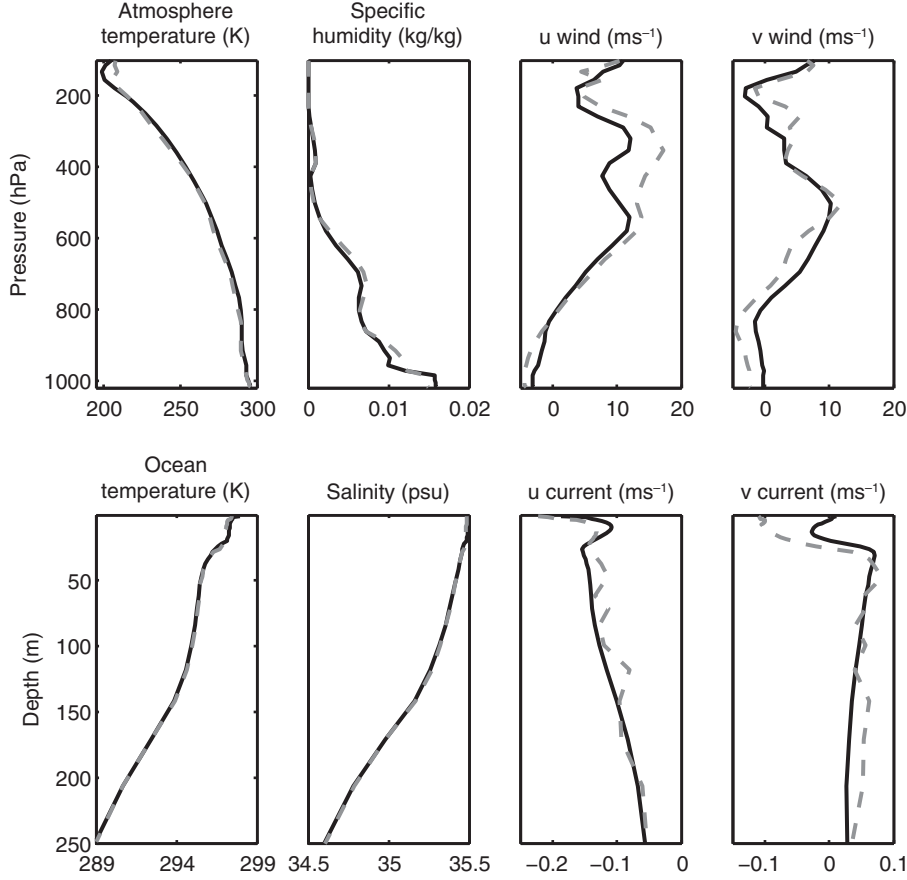 Atmosphere
temperature (K)
Specific
humidity (kg/kg)
u wind (ms⁻¹)
v wind (ms⁻¹)
Pressure (hPa)
200
400
600
800
1000
200 250 300
0 0.01 0.02
0 10 20
0 10 20
Ocean
temperature (K)
Salinity (psu)
u current (ms⁻¹)
v current (ms⁻¹)
Depth (m)
50
100
150
200
250
289 294 299
34.5 35 35.5
−0.2 −0.1 0
−0.1 0 0.1